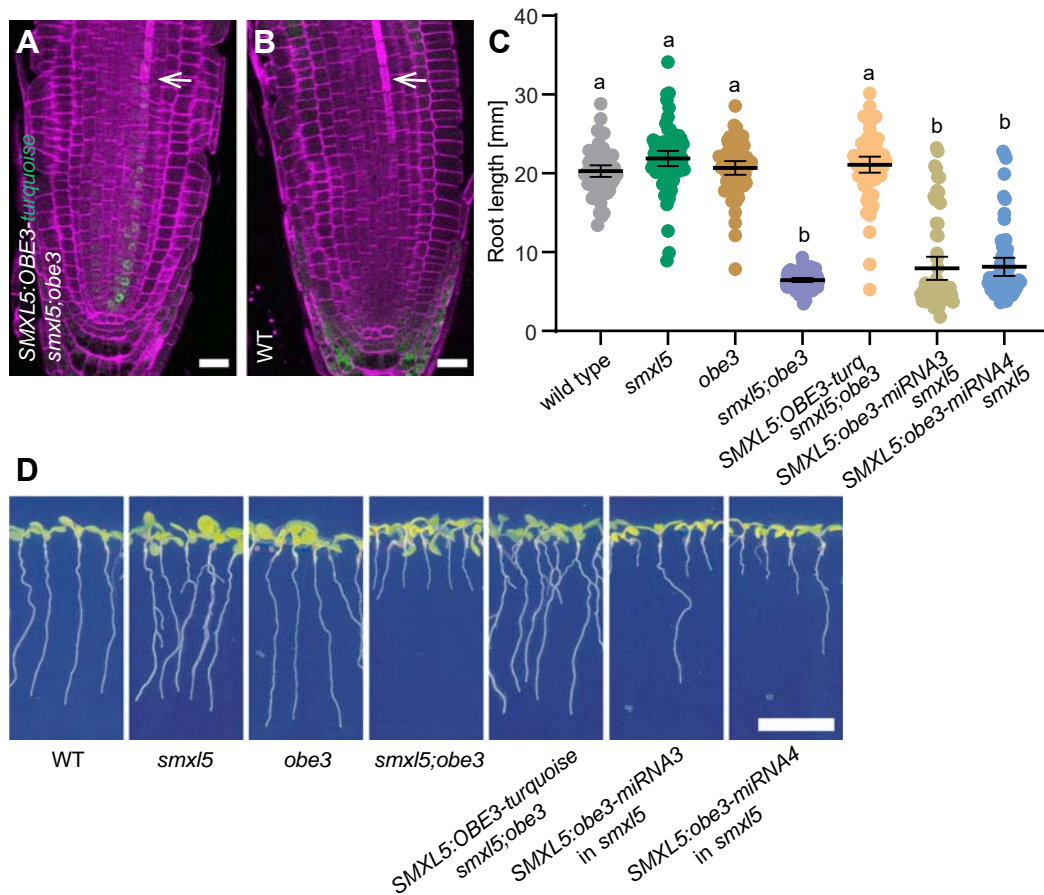 A
SMXL5:OBE3-turquoise
smxl5;obe3
B
WT
C
Root length [mm]
40
30
20
10
0
a
a
a
b
a
b
b
wild type
smxl5
obe3
smxl5;obe3
SMXL5:OBE3-turq
smxl5;obe3
SMXL5:obe3-miRNA3
smxl5
SMXL5:obe3-miRNA4
smxl5
D
WT
smxl5
obe3
smxl5;obe3
SMXL5:OBE3-turquoise
smxl5;obe3
SMXL5:obe3-miRNA3
in smxl5
SMXL5:obe3-miRNA4
in smxl5